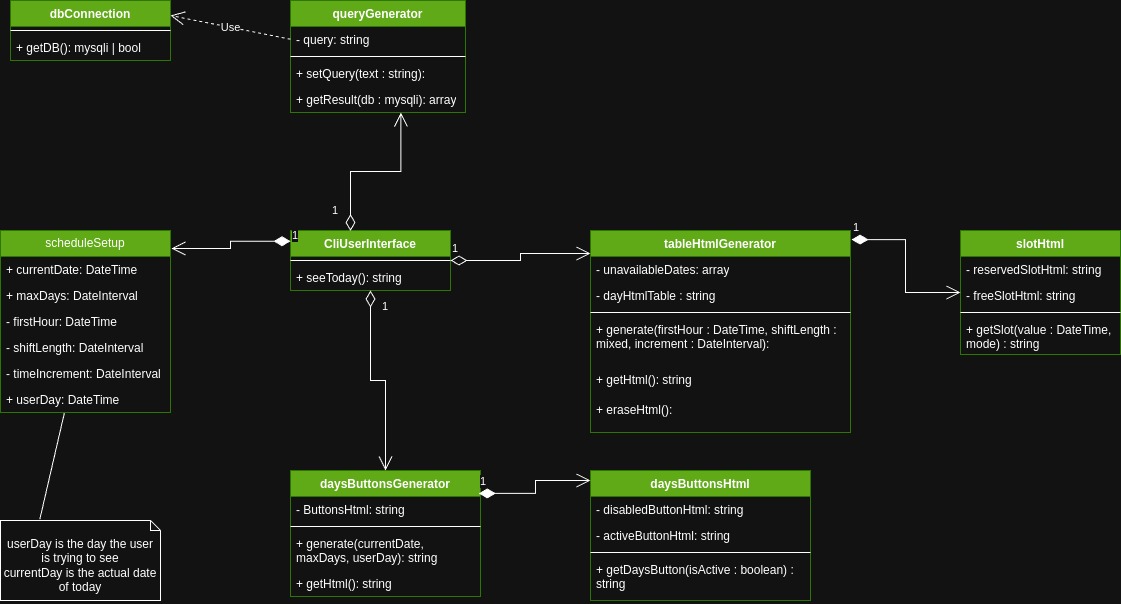 dbConnection
+ getDB(): mysqli | bool
Use
queryGenerator
- query: string
+ setQuery(text : string):
+ getResult(db : mysqli): array
1
scheduleSetup
+ currentDate: DateTime
+ maxDays: DateInterval
- firstHour: DateTime
- shiftLength: DateInterval
- timeIncrement: DateInterval
+ userDay: DateTime
1
CliUserInterface
+ seeToday(): string
1
1
tableHtmlGenerator
- unavailableDates: array
- dayHtmlTable : string
+ generate(firstHour : DateTime, shiftLength :
mixed, increment : DateInterval):
+ getHtml(): string
+ eraseHtml():
1
slotHtml
- reservedSlotHtml: string
- freeSlotHtml: string
+ getSlot(value : DateTime,
mode) : string
userDay is the day the user
is trying to see
currentDay is the actual date
of today
daysButtonsGenerator
- ButtonsHtml: string
+ generate(currentDate,
maxDays, userDay): string
+ getHtml(): string
1
daysButtonsHtml
- disabledButtonHtml: string
- activeButtonHtml: string
+ getDaysButton(isActive : boolean) :
string